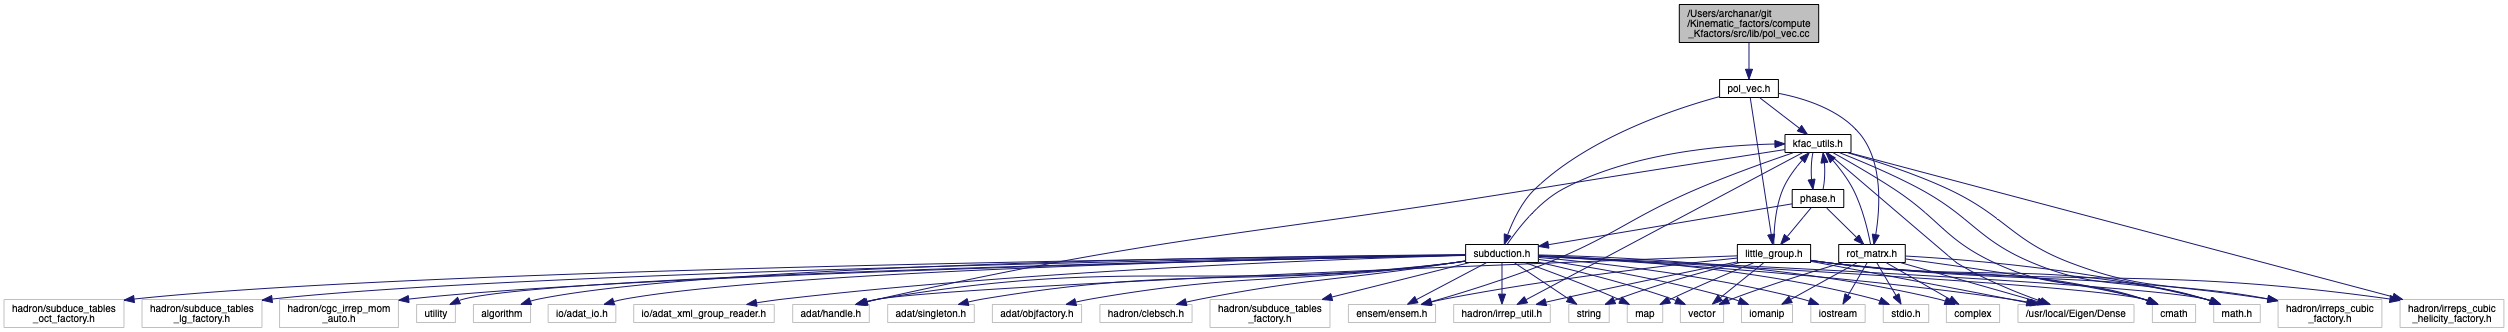 /Users/archanar/git
/Kinematic_factors/compute
_Kfactors/src/lib/pol_vec.cc
pol_vec.h
kfac_utils.h
phase.h
subduction.h
little_group.h
rot_matrx.h
hadron/subduce_tables
_oct_factory.h
hadron/subduce_tables
_lg_factory.h
hadron/cgc_irrep_mom
_auto.h
utility
algorithm
io/adat_io.h
io/adat_xml_group_reader.h
adat/handle.h
adat/singleton.h
adat/objfactory.h
hadron/clebsch.h
hadron/subduce_tables
_factory.h
ensem/ensem.h
hadron/irrep_util.h
string
map
vector
iomanip
iostream
stdio.h
complex
/usr/local/Eigen/Dense
cmath
math.h
hadron/irreps_cubic
_factory.h
hadron/irreps_cubic
_helicity_factory.h